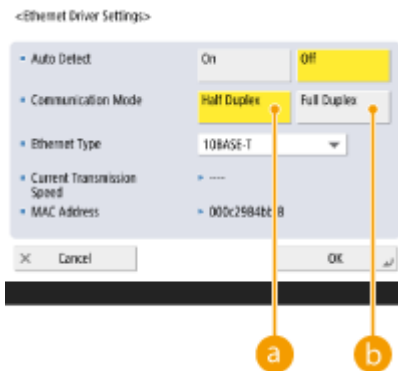 <Ethernet Driver Settings>
Auto Detect On Off
Communication Mode Half Duplex Full Duplex
Ethernet Type 10BASE-T
Current Transmission ----
Speed
MAC Address
Cancel OK
a b